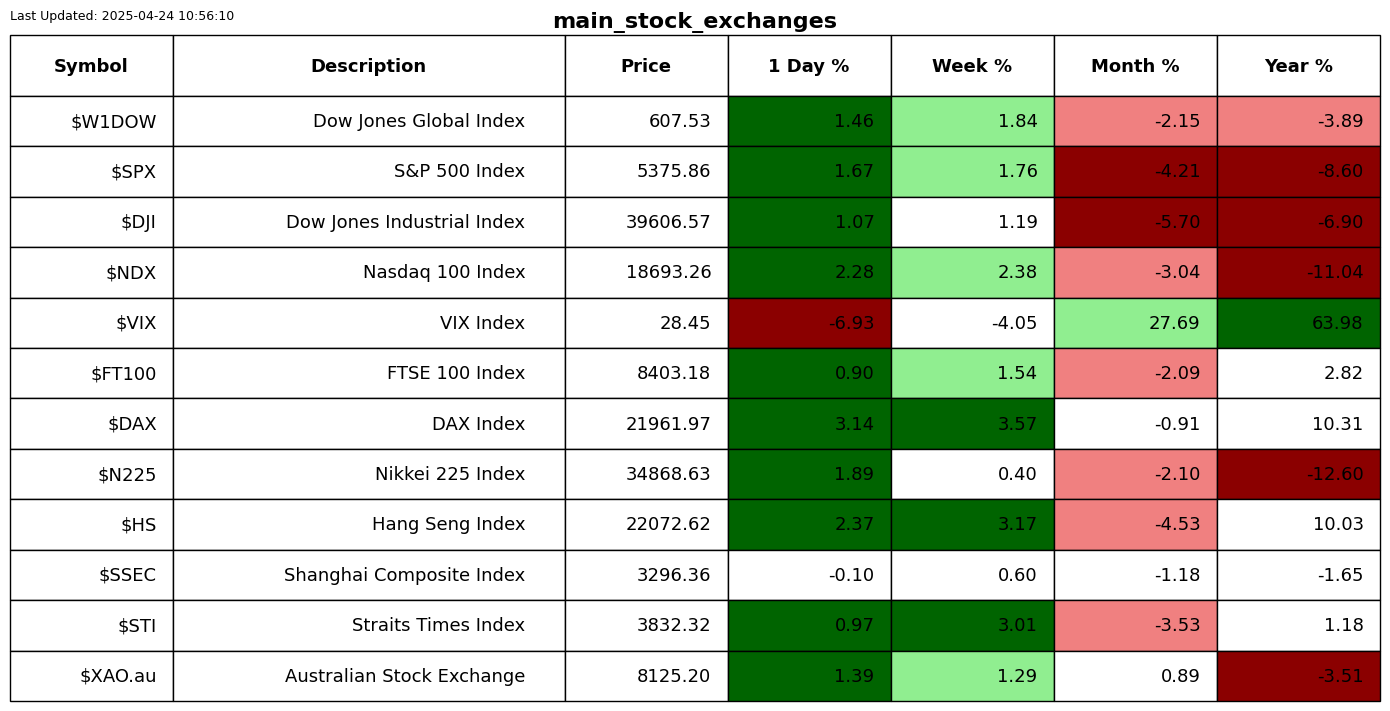 Last Updated: 2025-04-24 10:56:10
main_stock_exchanges
Symbol Description Price 1 Day % Week % Month % Year %
$W1DOW Dow Jones Global Index 607.53 1.46 1.84 -2.15 -3.89
$SPX S&P 500 Index 5375.86 1.67 1.76 -4.21 -8.60
$DJI Dow Jones Industrial Index 39606.57 1.07 1.19 -5.70 -6.90
$NDX Nasdaq 100 Index 18693.26 2.28 2.38 -3.04 -11.04
$VIX VIX Index 28.45 -6.93 -4.05 27.69 63.98
$FT100 FTSE 100 Index 8403.18 0.90 1.54 -2.09 2.82
$DAX DAX Index 21961.97 3.14 3.57 -0.91 10.31
$N225 Nikkei 225 Index 34868.63 1.89 0.40 -2.10 -12.60
$HS Hang Seng Index 22072.62 2.37 3.17 -4.53 10.03
$SSEC Shanghai Composite Index 3296.36 -0.10 0.60 -1.18 -1.65
$STI Straits Times Index 3832.32 0.97 3.01 -3.53 1.18
$XAO.au Australian Stock Exchange 8125.20 1.39 1.29 0.89 -3.51